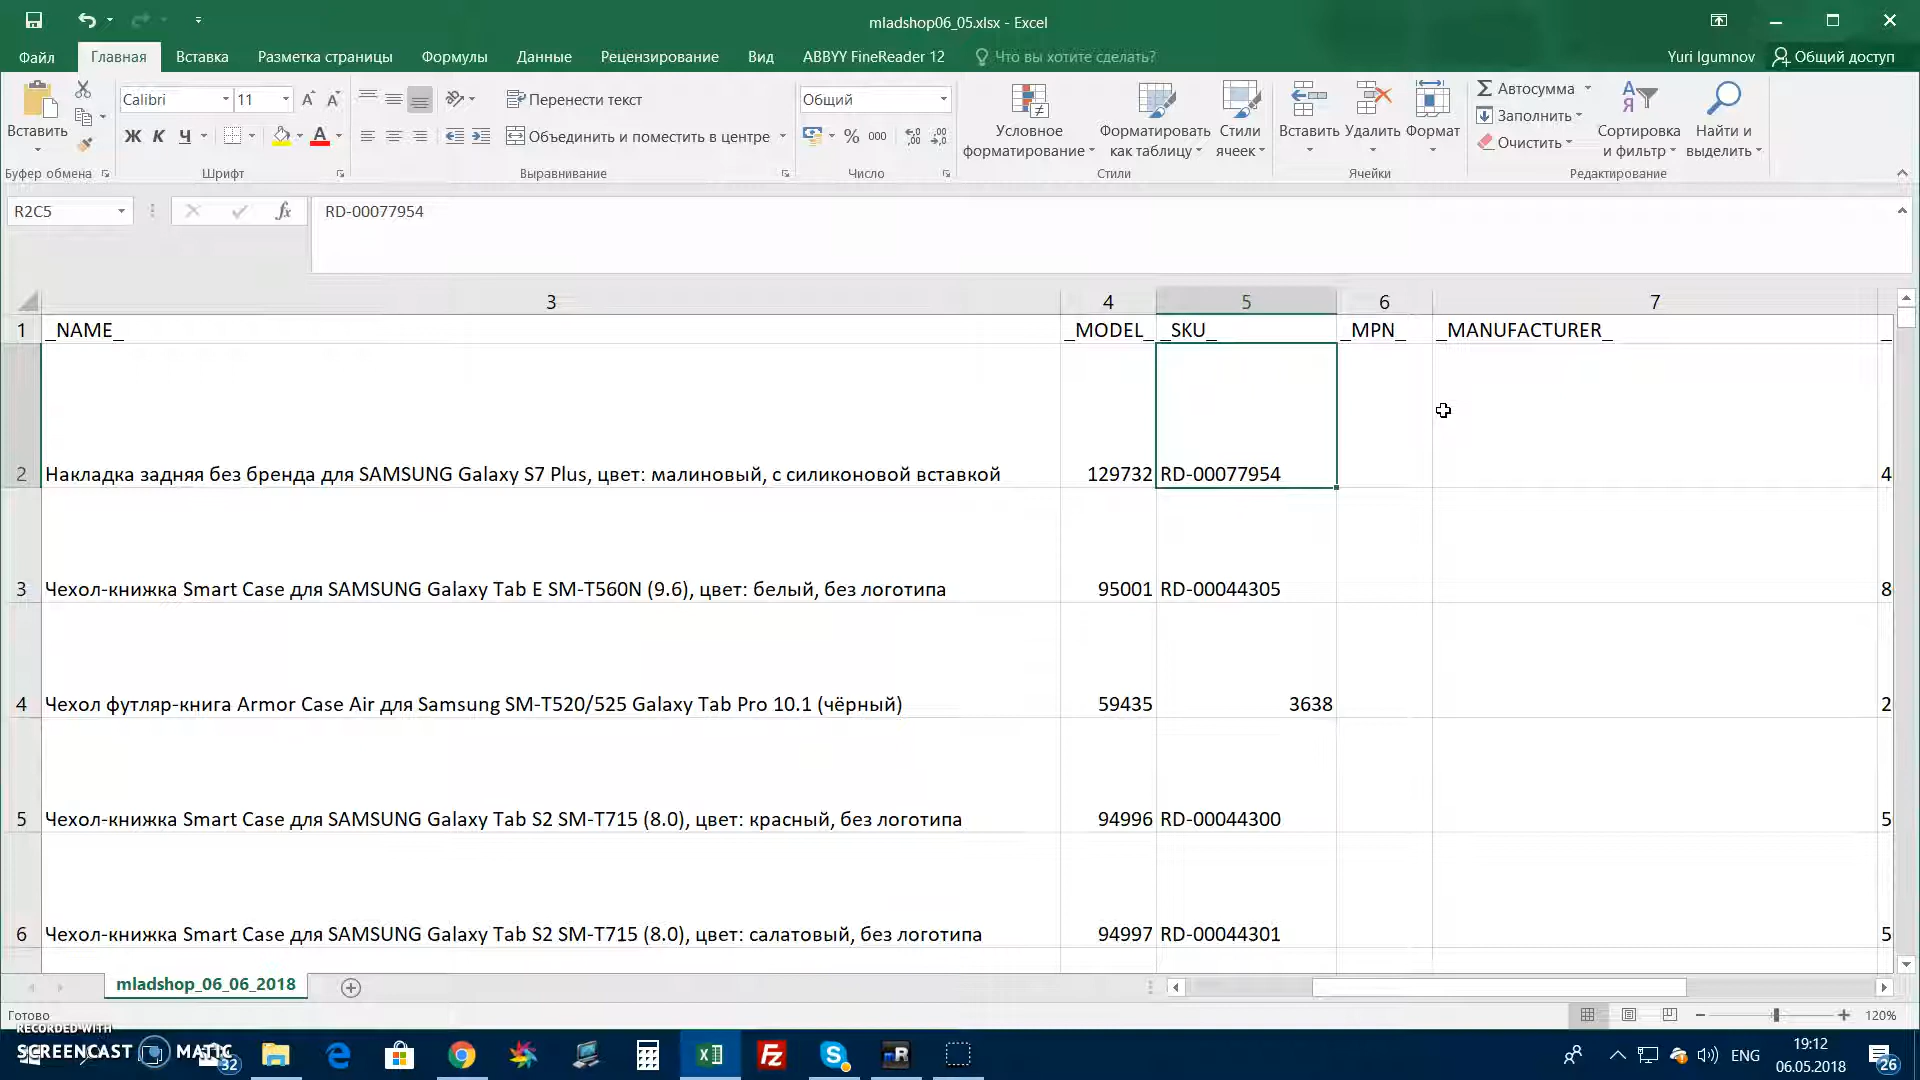 mladshop06_05.xlsx - Excel
Файл Главная Вставка Разметка страницы Формулы Данные Рецензирование Вид ABBYY FineReader 12 Что вы хотите сделать? Yuri Igumnov Общий доступ
Вставить
Calibri 11
Ж К Ч
Перенести текст
Объединить и поместить в центре
Общий
% 000
Условное форматирование
Форматировать как таблицу
Стили ячеек
Вставить Удалить Формат
Автосумма
Заполнить
Очистить
Сортировка и фильтр
Найти и выделить
Буфер обмена Шрифт Выравнивание Число Стили Ячейки Редактирование
R2C5 fx RD-00077954
3 4 5 6 7
1 _NAME_ _MODEL_ _SKU_ _MPN_ _MANUFACTURER_ _
2 Накладка задняя без бренда для SAMSUNG Galaxy S7 Plus, цвет: малиновый, с силиконовой вставкой 129732 RD-00077954 4
3 Чехол-книжка Smart Case для SAMSUNG Galaxy Tab E SM-T560N (9.6), цвет: белый, без логотипа 95001 RD-00044305 8
4 Чехол футляр-книга Armor Case Air для Samsung SM-T520/525 Galaxy Tab Pro 10.1 (чёрный) 59435 3638 2
5 Чехол-книжка Smart Case для SAMSUNG Galaxy Tab S2 SM-T715 (8.0), цвет: красный, без логотипа 94996 RD-00044300 5
6 Чехол-книжка Smart Case для SAMSUNG Galaxy Tab S2 SM-T715 (8.0), цвет: салатовый, без логотипа 94997 RD-00044301 5
mladshop_06_06_2018
Готово 120%
RECORDED WITH
SCREENCAST MATIC
32
ENG
19:12
06.05.2018
26